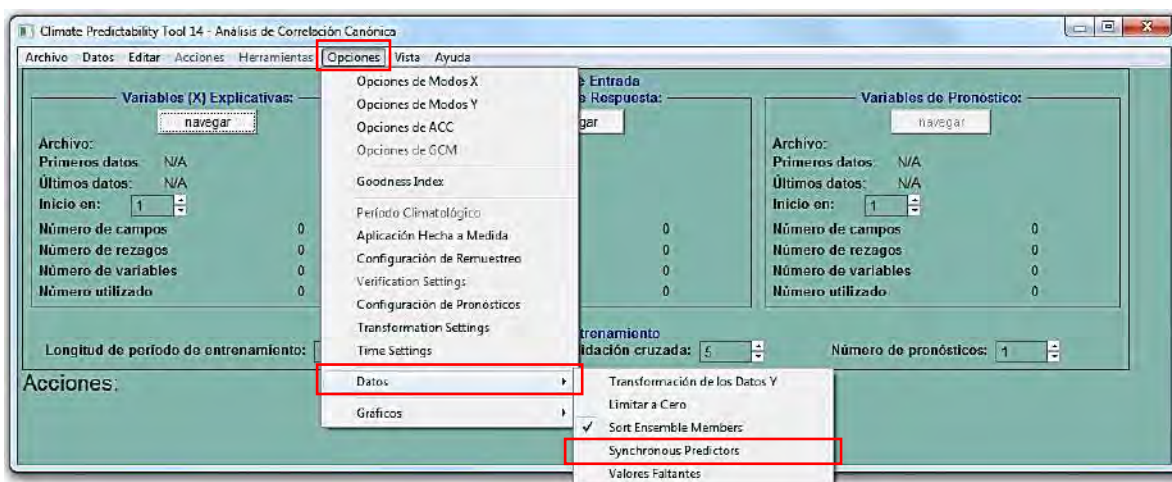 Climate Predictability Tool 14 - Análisis de Correlación Canónica
Archivo Datos Editar Acciones Herramientas Opciones Vista Ayuda
Variables (X) Explicativas:
navegar
Archivo:
Primeros datos: N/A
Últimos datos: N/A
Inicio en: 1
Número de campos 0
Número de rezagos 0
Número de variables 0
Número utilizado 0
Opciones de Modos X
Opciones de Modos Y
Opciones de ACC
Opciones de GCM
Goodness Index
Período Climatológico
Aplicación Hecha a Medida
Configuración de Remuestreo
Verification Settings
Configuración de Pronósticos
Transformation Settings
Time Settings
Datos
Gráficos
Entrada
Respuesta:
gar
0
0
0
0
Variables de Pronóstico:
navegar
Archivo:
Primeros datos: N/A
Últimos datos: N/A
Inicio en: 1
Número de campos 0
Número de rezagos 0
Número de variables 0
Número utilizado 0
trenamiento
Longitud de período de entrenamiento:
idación cruzada: 5
Número de pronósticos: 1
Acciones:
Transformación de los Datos Y
Limitar a Cero
✓ Sort Ensemble Members
Synchronous Predictors
Valores Faltantes